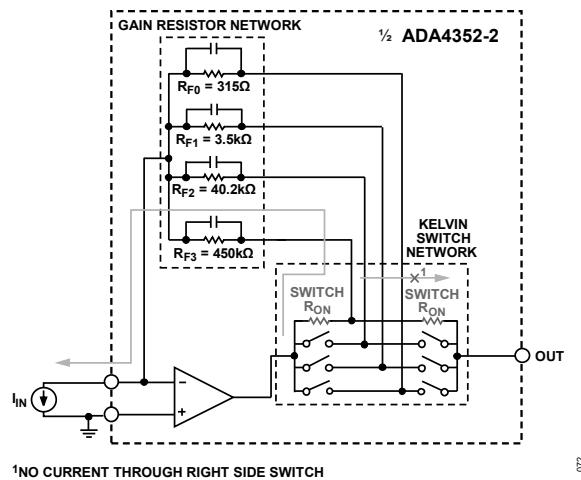 GAIN RESISTOR NETWORK
½ ADA4352-2
RF0 = 315Ω
RF1 = 3.5kΩ
RF2 = 40.2kΩ
RF3 = 450kΩ
KELVIN
SWITCH
NETWORK
1
SWITCH
RON
SWITCH
RON
OUT
IIN
−
+
1NO CURRENT THROUGH RIGHT SIDE SWITCH
072